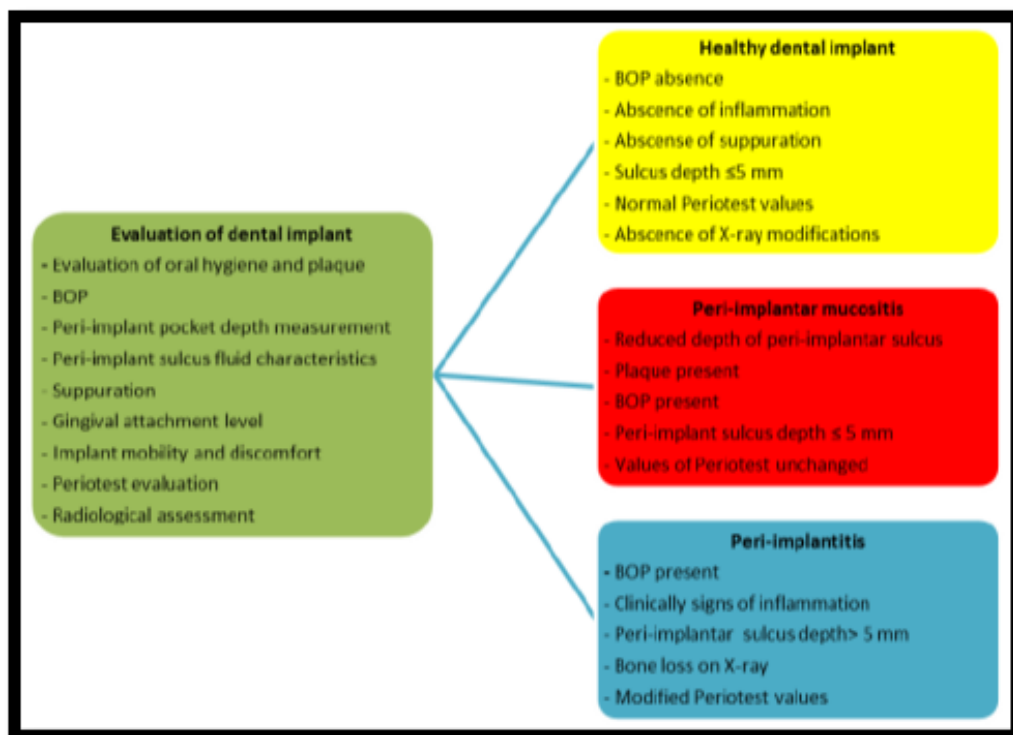 Evaluation of dental implant
- Evaluation of oral hygiene and plaque
- BOP
- Peri-implant pocket depth measurement
- Peri-implant sulcus fluid characteristics
- Suppuration
- Gingival attachment level
- Implant mobility and discomfort
- Periotest evaluation
- Radiological assessment
Healthy dental implant
- BOP absence
- Abscence of inflammation
- Abscense of suppuration
- Sulcus depth ≤5 mm
- Normal Periotest values
- Absence of X-ray modifications
Peri-implantar mucositis
- Reduced depth of peri-implantar sulcus
- Plaque present
- BOP present
- Peri-implant sulcus depth ≤ 5 mm
- Values of Periotest unchanged
Peri-implantitis
- BOP present
- Clinically signs of inflammation
- Peri-implantar sulcus depth> 5 mm
- Bone loss on X-ray
- Modified Periotest values